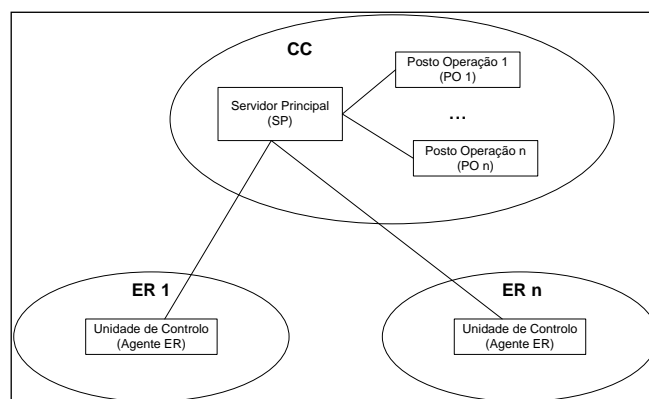 CC
Posto Operação 1
(PO 1)
Servidor Principal
(SP)
...
Posto Operação n
(PO n)
ER 1
Unidade de Controlo
(Agente ER)
ER n
Unidade de Controlo
(Agente ER)